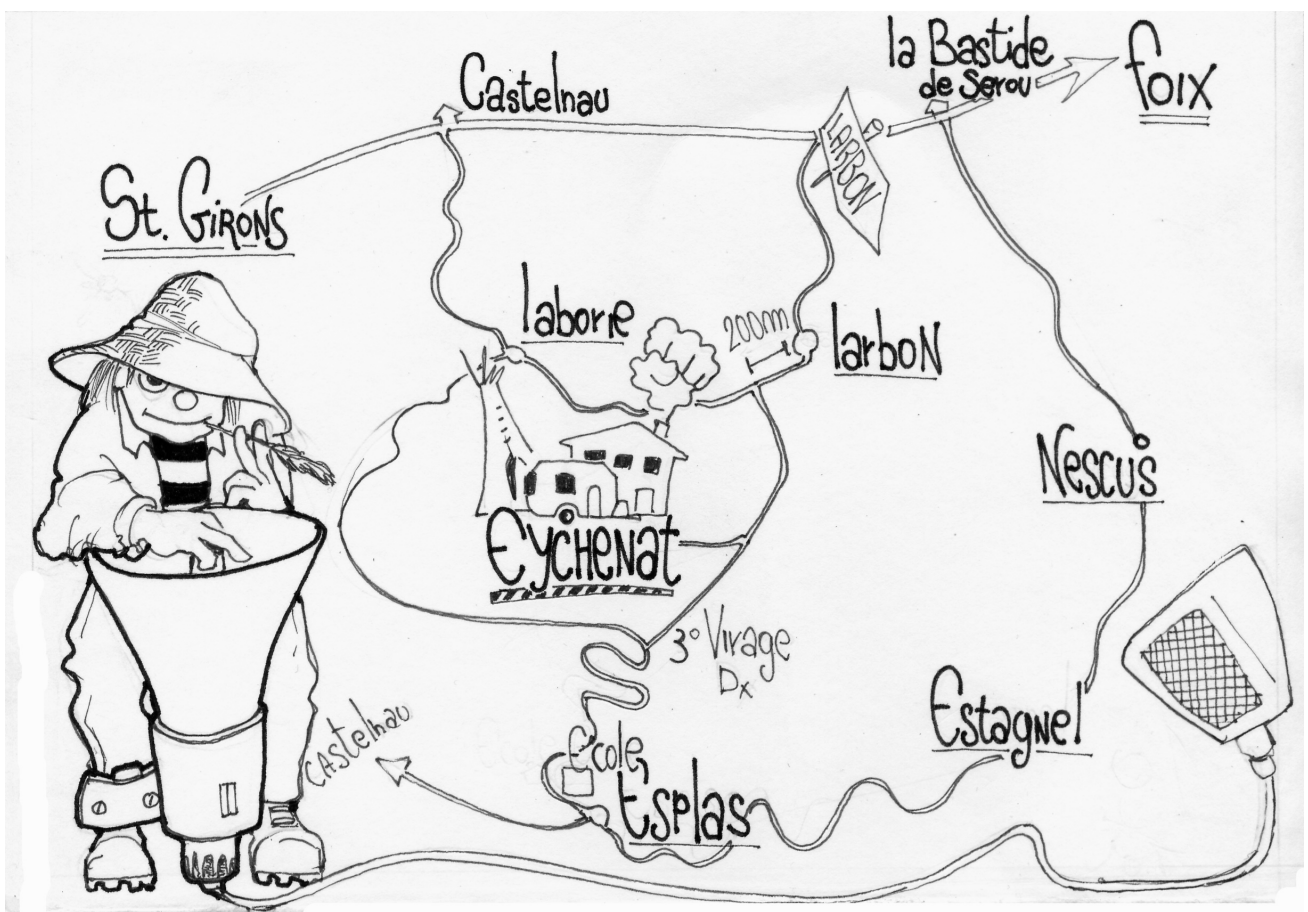 la Bastide
de Serou
foix
Castelnau
LARBON
St. GiRONS
laborie
200m
larboN
NescUS
EYCHENat
3° Virage
Dx
EstagNel
CAStelnau
École
Esplas